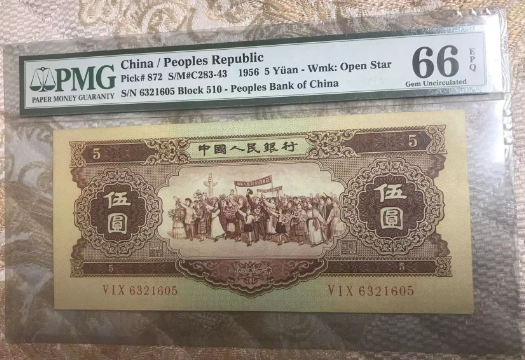 PMG
PAPER MONEY GUARANTY
China / Peoples Republic
Pick# 872 S/M#C283-43 1956 5 Yüan - Wmk: Open Star
S/N 6321605 Block 510 - Peoples Bank of China
66 EPQ
Gem Uncirculated
5 中國人民銀行 5
伍圓 伍圓
5 5
VIX 6321605 VIX 6321605